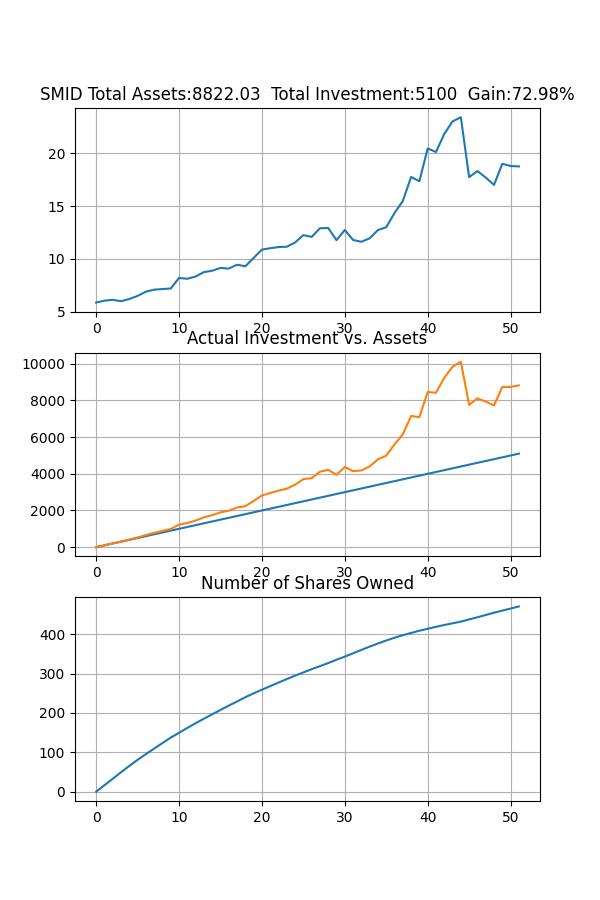 SMID Total Assets:8822.03  Total Investment:5100  Gain:72.98%
20
15
10
5
0 10 20 30 40 50
Actual Investment vs. Assets
10000
8000
6000
4000
2000
0
0 10 20 30 40 50
Number of Shares Owned
400
300
200
100
0
0 10 20 30 40 50